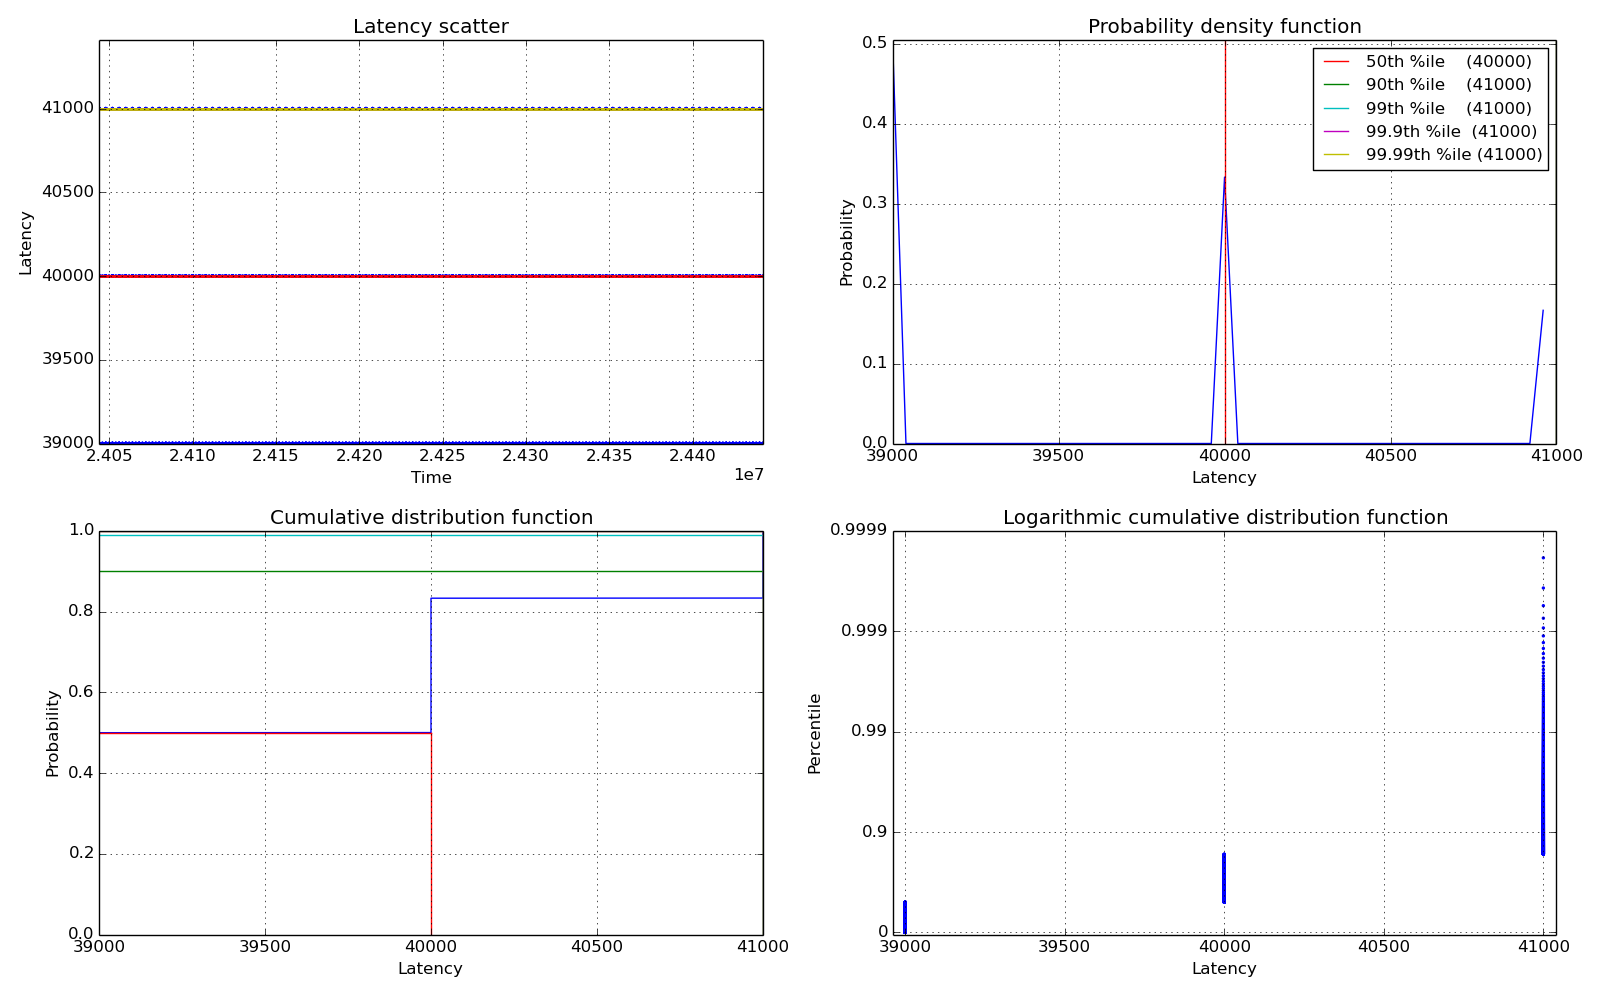 Latency scatter
41000
40500
40000
39500
39000
Latency
2.405 2.410 2.415 2.420 2.425 2.430 2.435 2.440
1e7
Time
Probability density function
0.5
0.4
0.3
0.2
0.1
0.0
Probability
50th %ile (40000)
90th %ile (41000)
99th %ile (41000)
99.9th %ile (41000)
99.99th %ile (41000)
39000 39500 40000 40500 41000
Latency
Cumulative distribution function
1.0
0.8
0.6
0.4
0.2
0.0
Probability
39000 39500 40000 40500 41000
Latency
Logarithmic cumulative distribution function
0.9999
0.999
0.99
0.9
0
Percentile
39000 39500 40000 40500 41000
Latency